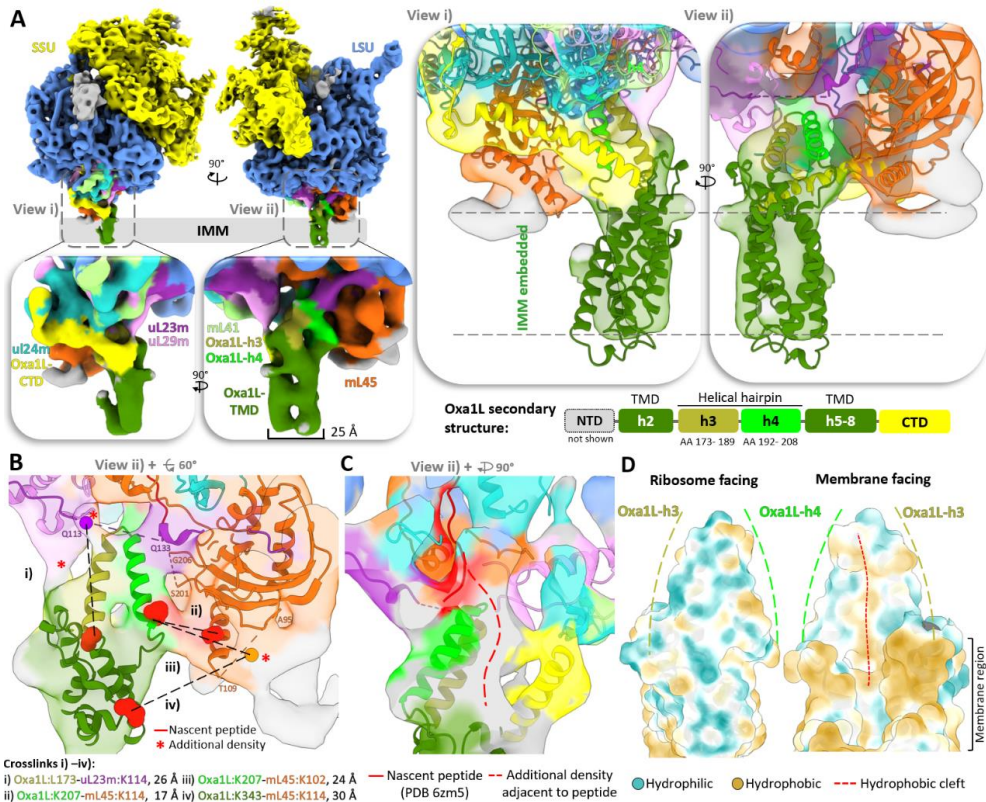 A
SSU
LSU
90°
View i)
View ii)
IMM
uL23m
uL29m
ul24m
Oxa1L-
CTD
90°
mL41
Oxa1L-h3
Oxa1L-h4
Oxa1L-
TMD
mL45
25 Å
View i)
View ii)
90°
IMM embedded
Oxa1L secondary
structure:
TMD
Helical hairpin
TMD
NTD
h2
h3
h4
h5-8
CTD
not shown
AA 173- 189
AA 192- 208
B
View ii) + 60°
Q113
*
Q133
G206
S201
A95
T109
i)
*
ii)
iii)
*
iv)
Nascent peptide
* Additional density
Crosslinks i) –iv):
i) Oxa1L:L173-uL23m:K114, 26 Å iii) Oxa1L:K207-mL45:K102, 24 Å
ii) Oxa1L:K207-mL45:K114, 17 Å iv) Oxa1L:K343-mL45:K114, 30 Å
C
View ii) + 90°
Nascent peptide
(PDB 6zm5)
Additional density
adjacent to peptide
D
Ribosome facing
Membrane facing
Oxa1L-h3
Oxa1L-h4
Oxa1L-h3
Membrane region
Hydrophilic
Hydrophobic
Hydrophobic cleft